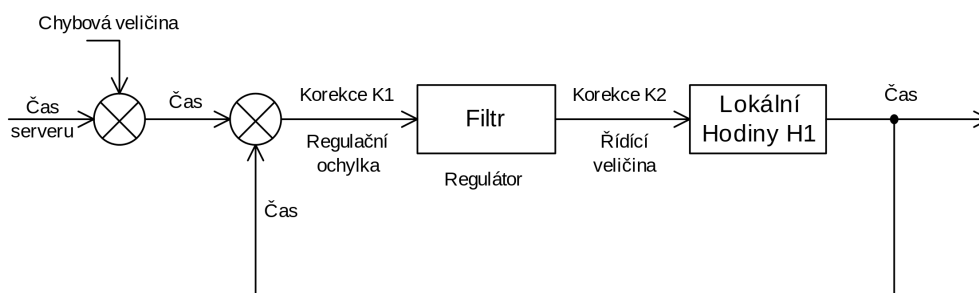 Chybová veličina
Čas
serveru
Čas
Čas
Korekce K1
Regulační
ochylka
Filtr
Regulátor
Korekce K2
Řídící
veličina
Lokální
Hodiny H1
Čas